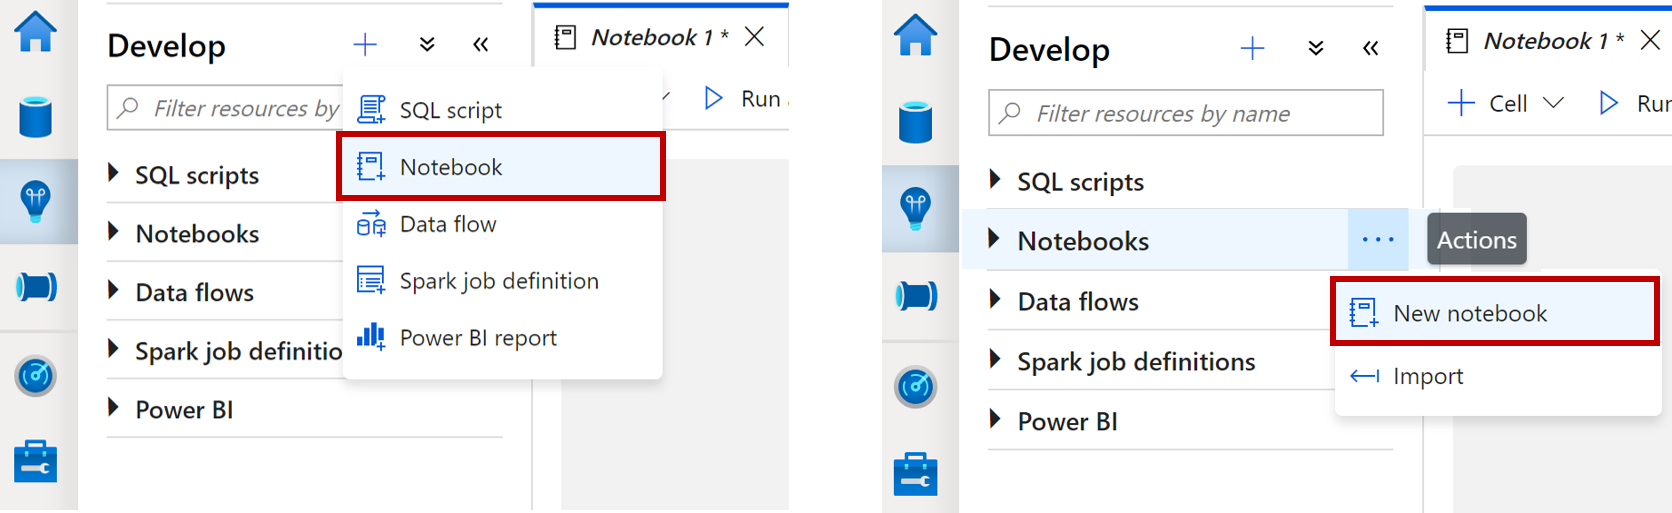 Develop
Notebook 1 *
Filter resources by
Run
SQL script
Notebook
Data flow
Spark job definition
Power BI report
SQL scripts
Notebooks
Data flows
Spark job definitio
Power BI
Develop
Notebook 1 *
Filter resources by name
Cell
Run
SQL scripts
Notebooks
...
Actions
Data flows
New notebook
Spark job definitions
Import
Power BI